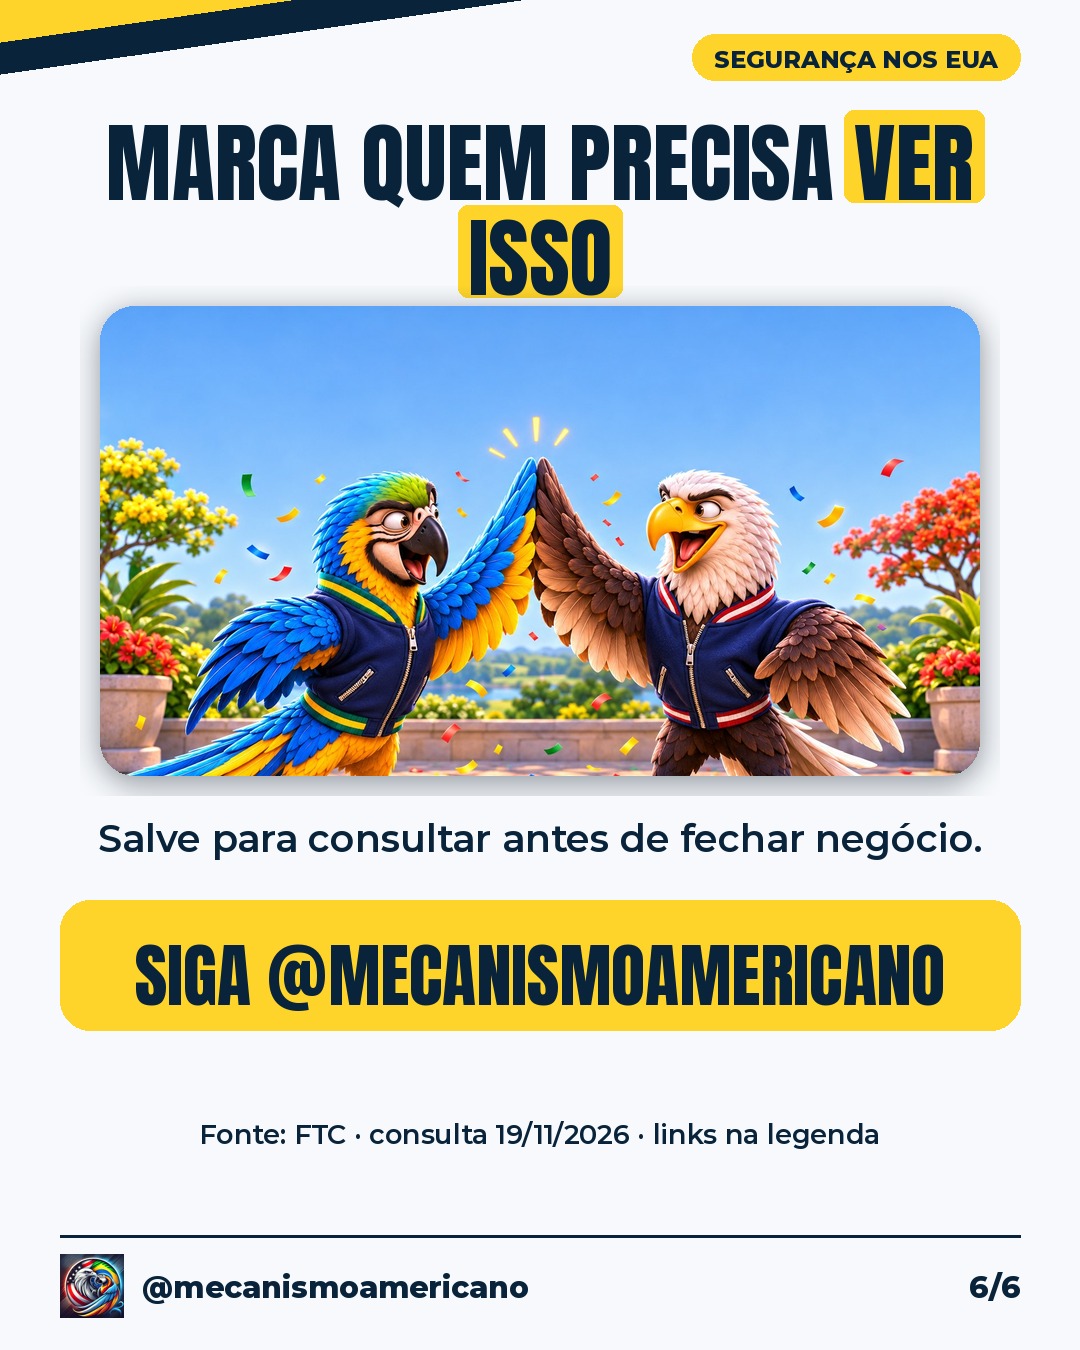 SEGURANÇA NOS EUA
MARCA QUEM PRECISA VER
ISSO
Salve para consultar antes de fechar negócio.
SIGA @MECANISMOAMERICANO
Fonte: FTC · consulta 19/11/2026 · links na legenda
@mecanismoamericano
6/6